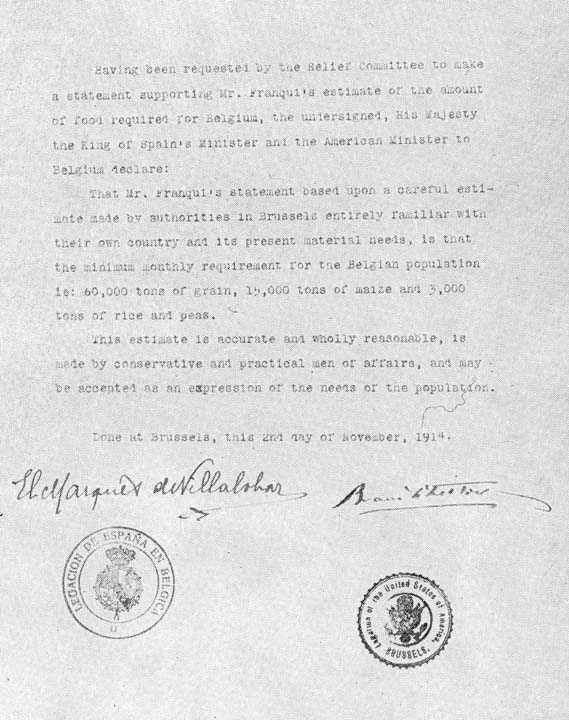 Having been requested by the Relief Committee to make
a statement supporting Mr. Franqui's estimate of the amount
of food required for Belgium, the undersigned, His Majesty
the King of Spain's Minister and the American Minister to
Belgium declare:
That Mr. Franqui's statement based upon a careful esti-
mate made by authorities in Brussels entirely familiar with
their own country and its present material needs, is that
the minimum monthly requirement for the Belgian population
is: 60,000 tons of grain, 15,000 tons of maize and 3,000
tons of rice and peas.
This estimate is accurate and wholly reasonable, is
made by conservative and practical men of affairs, and may
be accepted as an expression of the needs of the population.
Done at Brussels, this 2nd day of November, 1914.
El Marqués de Villalobar
LEGACION DE ESPAÑA EN BELGICA
Legation of the United States of America,
BRUSSELS.